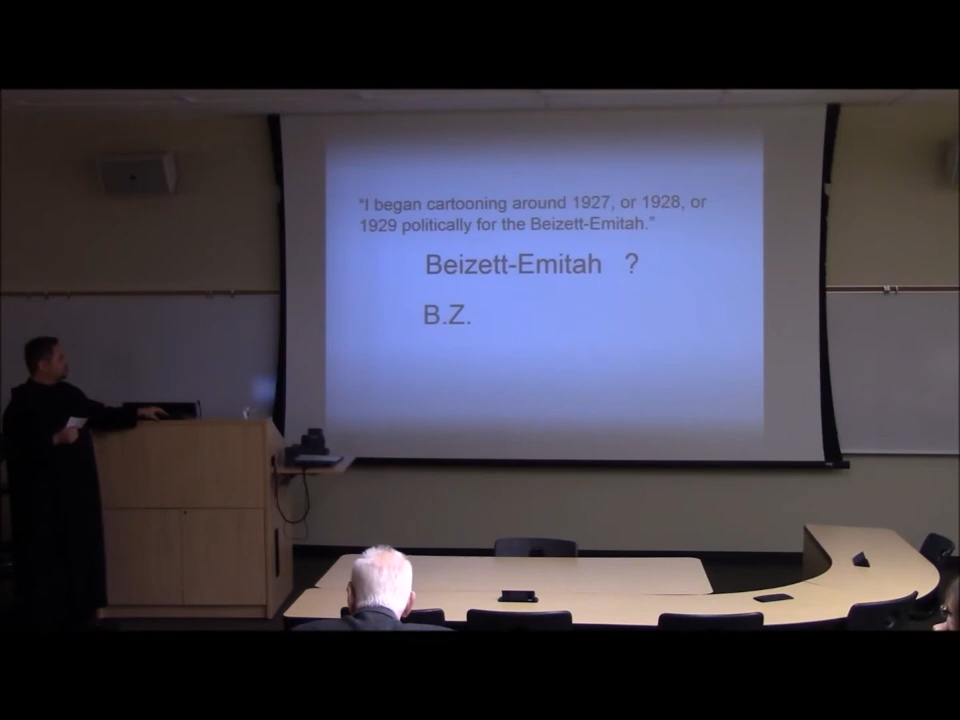 "I began cartooning around 1927, or 1928, or
1929 politically for the Beizett-Emitah."
Beizett-Emitah ?
B.Z.